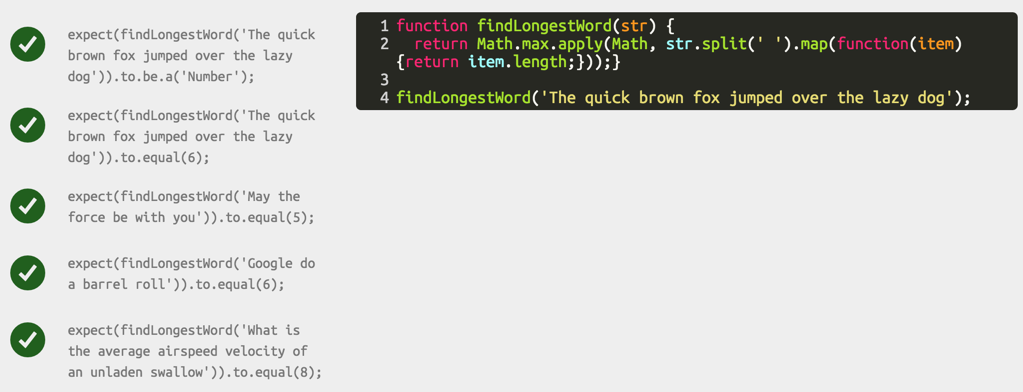 expect(findLongestWord('The quick
brown fox jumped over the lazy
dog')).to.be.a('Number');
expect(findLongestWord('The quick
brown fox jumped over the lazy
dog')).to.equal(6);
expect(findLongestWord('May the
force be with you')).to.equal(5);
expect(findLongestWord('Google do
a barrel roll')).to.equal(6);
expect(findLongestWord('What is
the average airspeed velocity of
an unladen swallow')).to.equal(8);
1 function findLongestWord(str) {
2   return Math.max.apply(Math, str.split(' ').map(function(item)
{return item.length;}));}
3
4 findLongestWord('The quick brown fox jumped over the lazy dog');